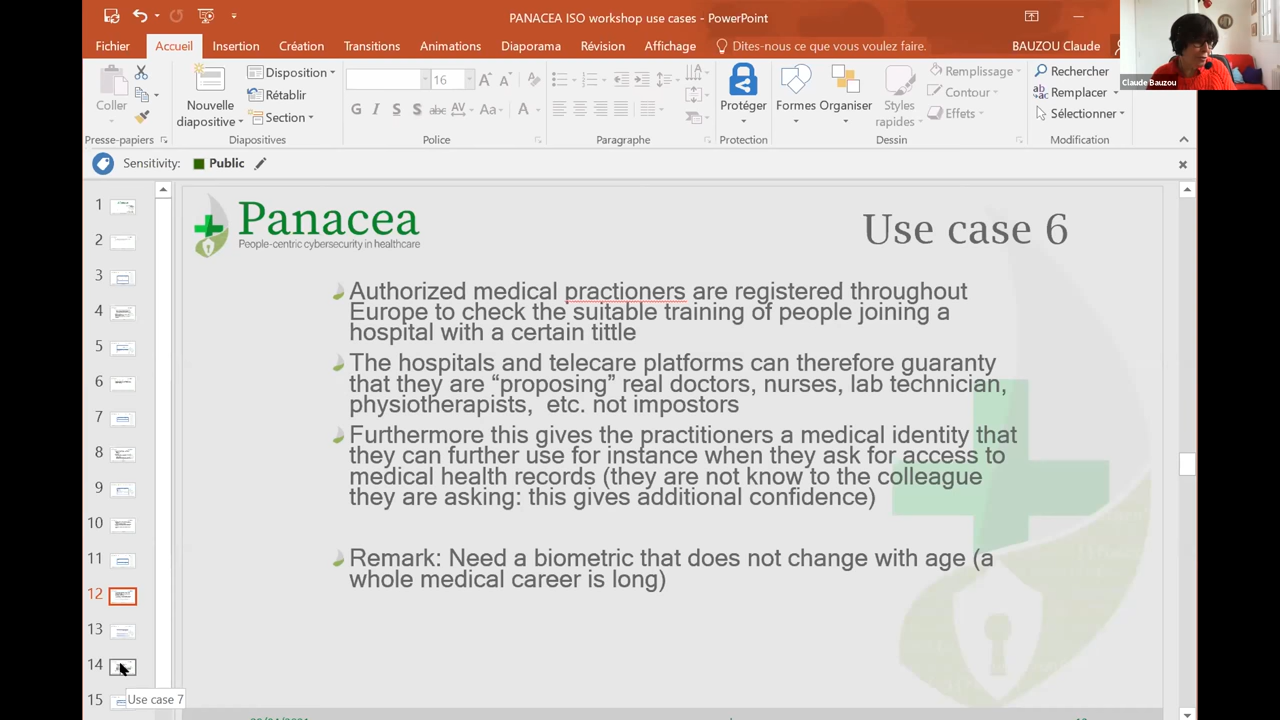 PANACEA ISO workshop use cases - PowerPoint
Fichier Accueil Insertion Création Transitions Animations Diaporama Révision Affichage Dites-nous ce que vous voulez faire. BAUZOU Claude
Claude Bauzou
Coller
Nouvelle diapositive
Disposition
Rétablir
Section
16
G I S S abc AV Aa A
Protéger
Formes Organiser Styles rapides
Remplissage
Contour
Effets
Rechercher
Remplacer
Sélectionner
Presse-papiers Diapositives Police Paragraphe Protection Dessin Modification
Sensitivity: Public
1
2
3
4
5
6
7
8
9
10
11
12
13
14
15
Use case 7
Panacea
People-centric cybersecurity in healthcare
Use case 6
Authorized medical practioners are registered throughout
Europe to check the suitable training of people joining a
hospital with a certain tittle
The hospitals and telecare platforms can therefore guaranty
that they are “proposing” real doctors, nurses, lab technician,
physiotherapists, etc. not impostors
Furthermore this gives the practitioners a medical identity that
they can further use for instance when they ask for access to
medical health records (they are not know to the colleague
they are asking: this gives additional confidence)
Remark: Need a biometric that does not change with age (a
whole medical career is long)